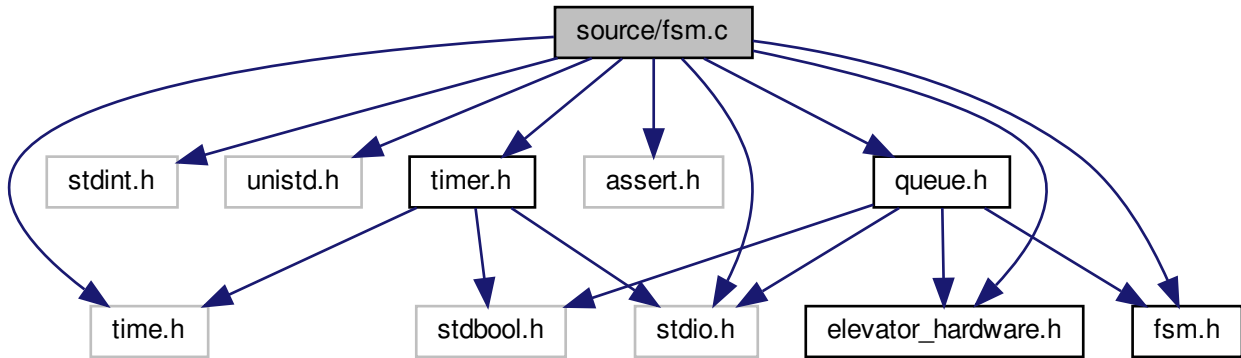 source/fsm.c
stdint.h
unistd.h
timer.h
assert.h
queue.h
time.h
stdbool.h
stdio.h
elevator_hardware.h
fsm.h